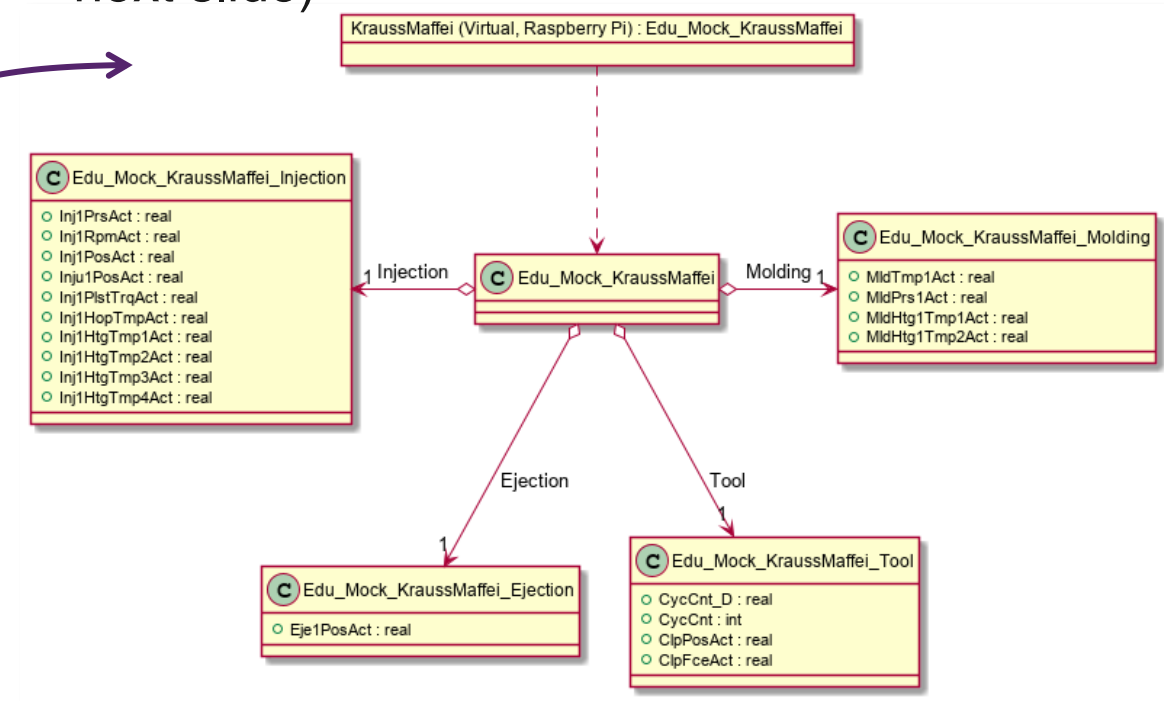 next slide)
KraussMaffei (Virtual, Raspberry Pi) : Edu_Mock_KraussMaffei
C Edu_Mock_KraussMaffei_Injection
Inj1PrsAct : real
Inj1RpmAct : real
Inj1PosAct : real
Inju1PosAct : real
Inj1PlstTrqAct : real
Inj1HopTmpAct : real
Inj1HtgTmp1Act : real
Inj1HtgTmp2Act : real
Inj1HtgTmp3Act : real
Inj1HtgTmp4Act : real
1 Injection
C Edu_Mock_KraussMaffei
Molding 1
C Edu_Mock_KraussMaffei_Molding
MldTmp1Act : real
MldPrs1Act : real
MldHtg1Tmp1Act : real
MldHtg1Tmp2Act : real
Ejection
1
Tool
1
C Edu_Mock_KraussMaffei_Ejection
Eje1PosAct : real
C Edu_Mock_KraussMaffei_Tool
CycCnt_D : real
CycCnt : int
ClpPosAct : real
ClpFceAct : real